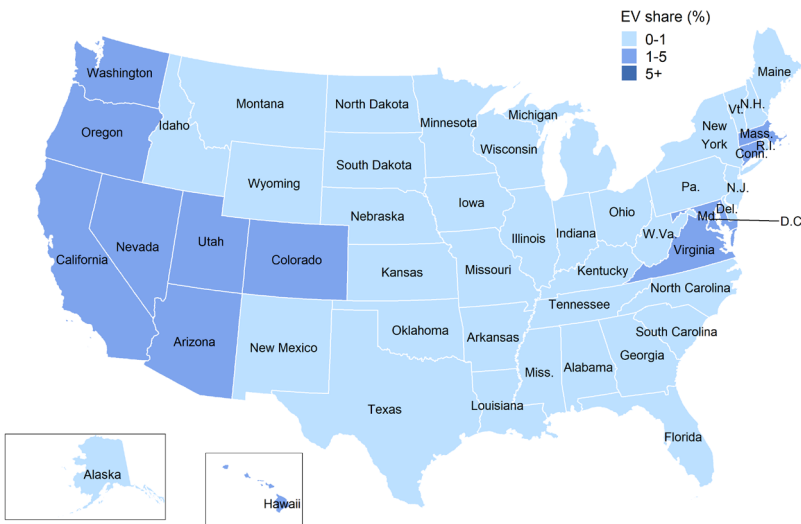 EV share (%)
0-1
1-5
5+
Washington
Oregon
California
Nevada
Idaho
Montana
Wyoming
Utah
Colorado
Arizona
New Mexico
North Dakota
South Dakota
Nebraska
Kansas
Oklahoma
Texas
Minnesota
Iowa
Missouri
Arkansas
Louisiana
Wisconsin
Illinois
Michigan
Indiana
Ohio
Kentucky
Tennessee
Miss.
Alabama
Georgia
Florida
South Carolina
North Carolina
Virginia
W.Va.
Md.
Del.
D.C
Pa.
N.J.
New
York
Conn.
R.I.
Mass.
Vt.
N.H.
Maine
Alaska
Hawaii